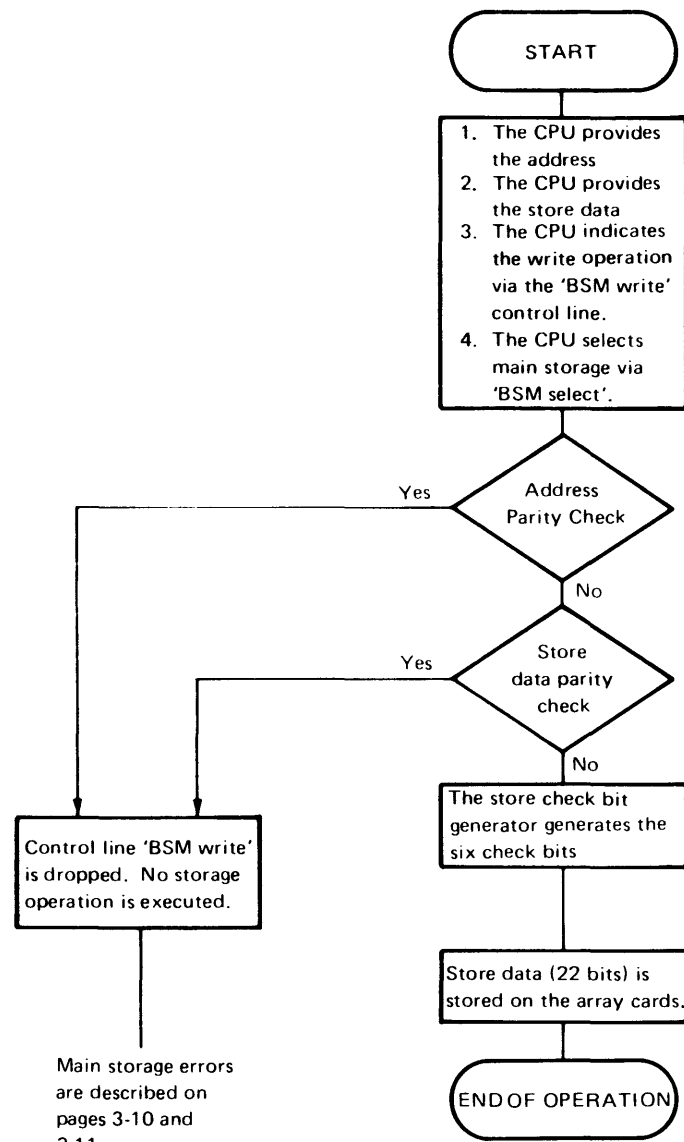 START
1. The CPU provides
the address
2. The CPU provides
the store data
3. The CPU indicates
the write operation
via the ‘BSM write’
control line.
4. The CPU selects
main storage via
‘BSM select’.
Yes
Address
Parity Check
No
Yes
Store
data parity
check
No
The store check bit
generator generates the
six check bits
Control line ‘BSM write’
is dropped. No storage
operation is executed.
Store data (22 bits) is
stored on the array cards.
Main storage errors
are described on
pages 3-10 and
END OF OPERATION